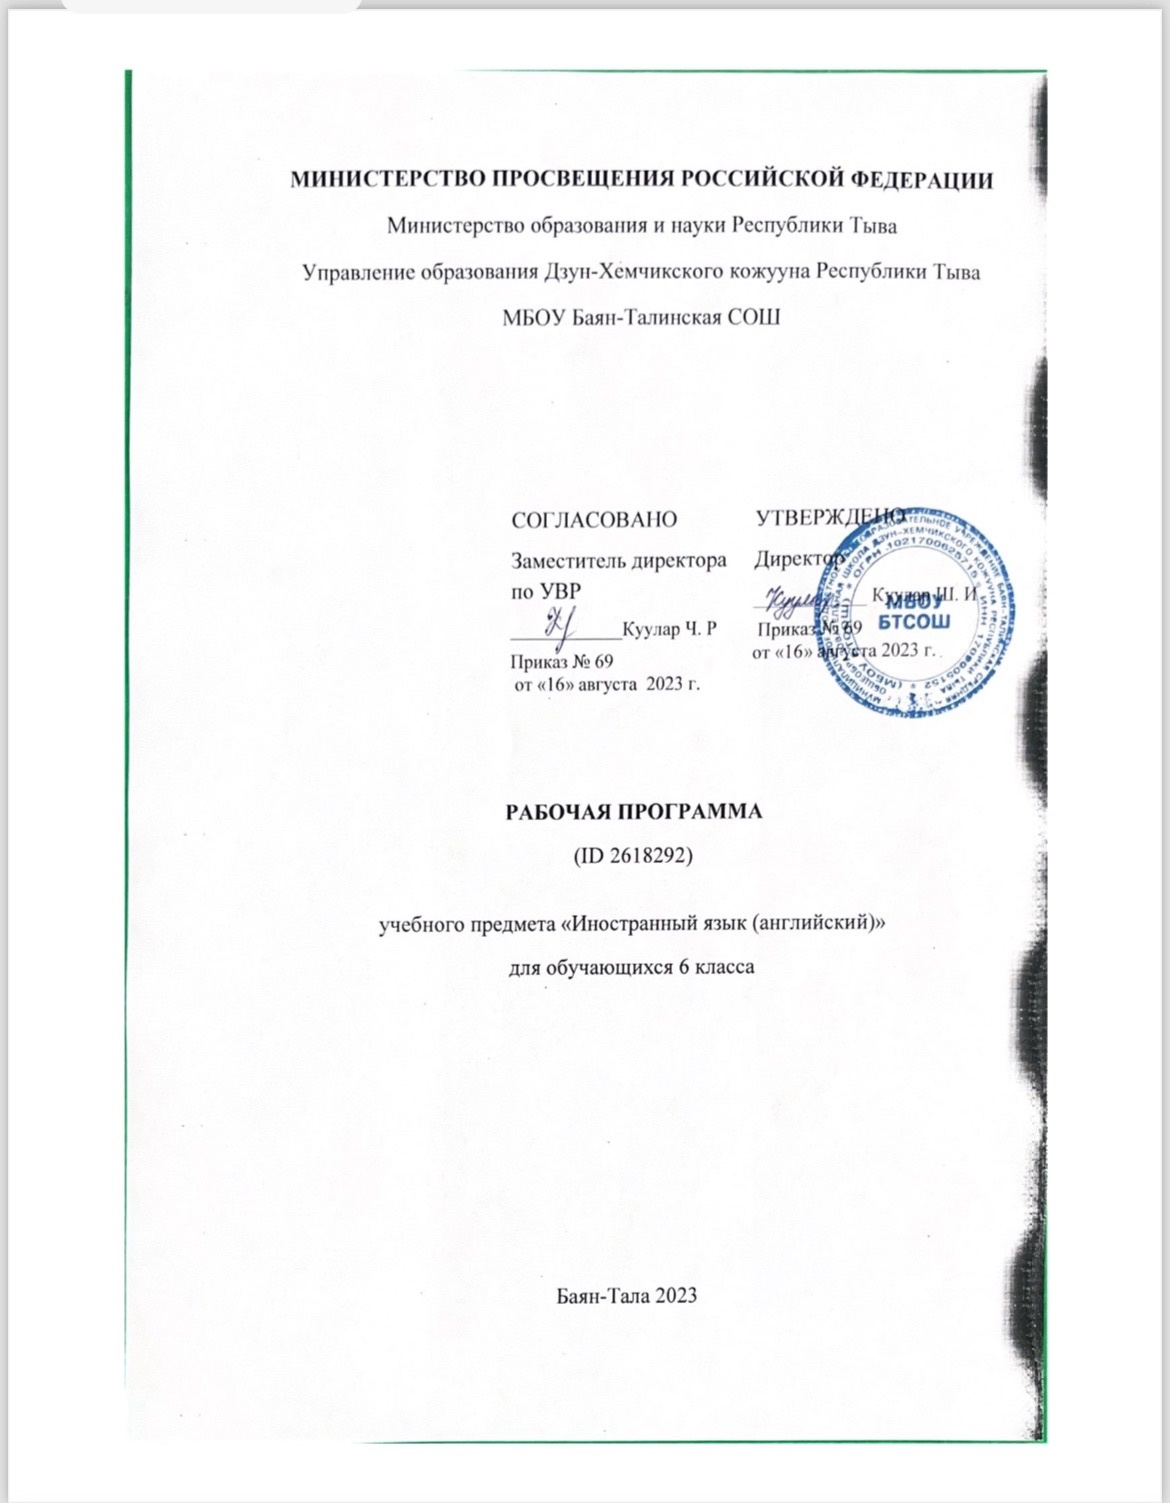 МИНИСТЕРСТВО ПРОСВЕЩЕНИЯ РОССИЙСКОЙ ФЕДЕРАЦИИ
Министерство образования и науки Республики Тыва
Управление образования Дзун-Хемчикского кожууна Республики Тыва
МБОУ Баян-Талинская СОШ
СОГЛАСОВАНО
Заместитель директора
по УВР
Куулар Ч. Р
Приказ № 69
от «16» августа 2023 г.
УТВЕРЖДЕНО
Директор
Куулар Ш. И
Приказ № 69
от «16» августа 2023 г.
МБОУ
БТСОШ
РАБОЧАЯ ПРОГРАММА
(ID 2618292)
учебного предмета «Иностранный язык (английский)»
для обучающихся 6 класса
Баян-Тала 2023